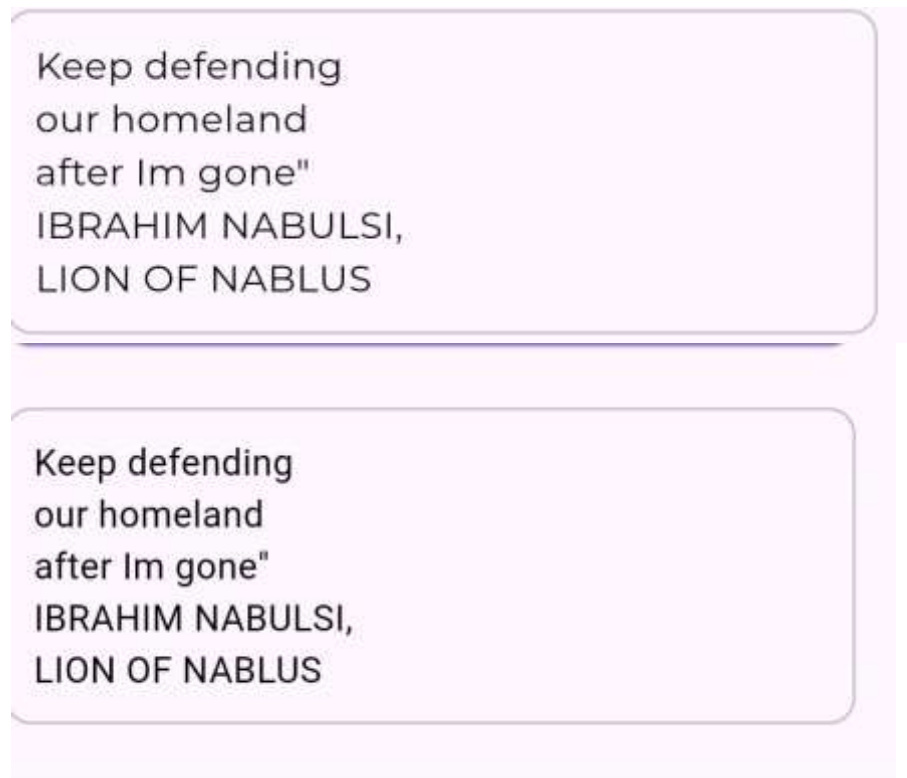 Keep defending
our homeland
after Im gone"
IBRAHIM NABULSI,
LION OF NABLUS
Keep defending
our homeland
after Im gone"
IBRAHIM NABULSI,
LION OF NABLUS